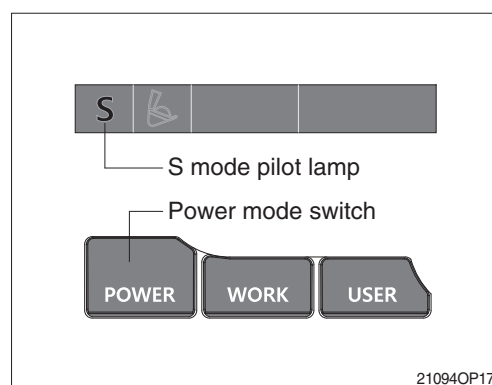 S
S mode pilot lamp
Power mode switch
POWER WORK USER
21094OP17